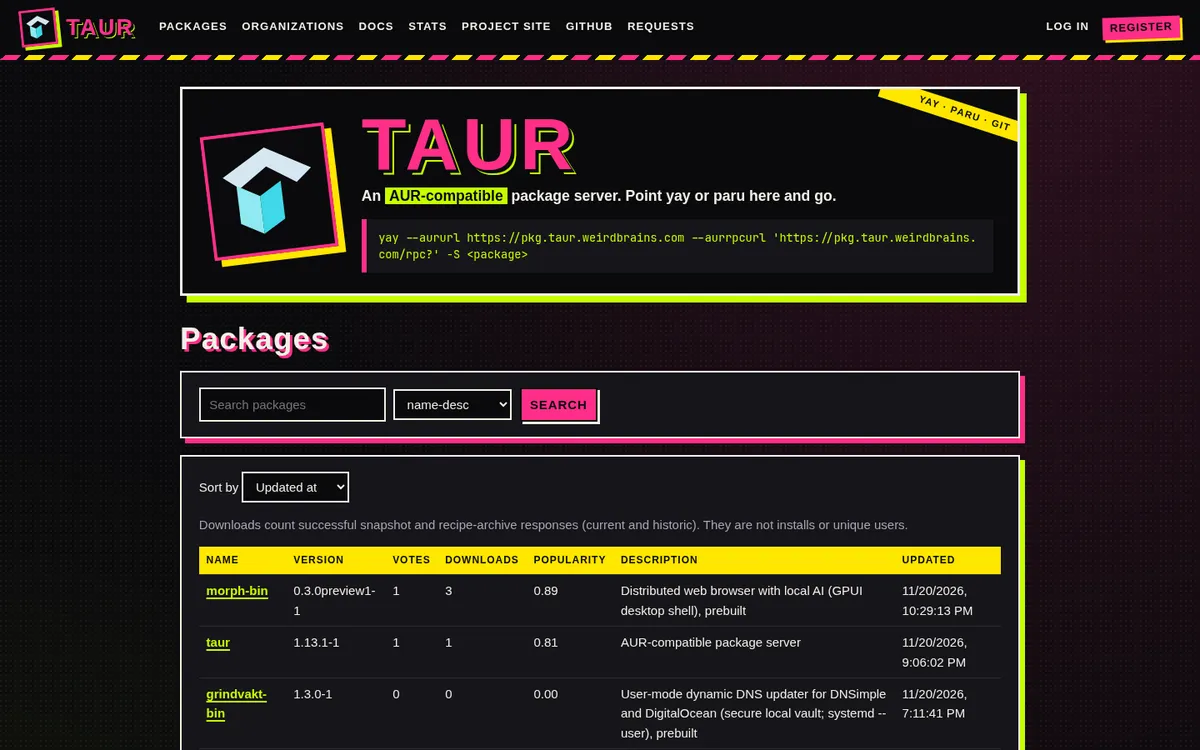 TAUR PACKAGES ORGANIZATIONS DOCS STATS PROJECT SITE GITHUB REQUESTS LOG IN REGISTER
YAY · PARU · GIT
TAUR
An AUR-compatible package server. Point yay or paru here and go.
yay --aururl https://pkg.taur.weirdbrains.com --aurrpcurl 'https://pkg.taur.weirdbrains.
com/rpc?' -S <package>
Packages
Search packages name-desc SEARCH
Sort by Updated at
Downloads count successful snapshot and recipe-archive responses (current and historic). They are not installs or unique users.
NAME VERSION VOTES DOWNLOADS POPULARITY DESCRIPTION UPDATED
morph-bin 0.3.0preview1- 1 3 0.89 Distributed web browser with local AI (GPUI 11/20/2026,
1 desktop shell), prebuilt 10:29:13 PM
taur 1.13.1-1 1 1 0.81 AUR-compatible package server 11/20/2026,
9:06:02 PM
grindvakt- 1.3.0-1 0 0 0.00 User-mode dynamic DNS updater for DNSimple 11/20/2026,
bin and DigitalOcean (secure local vault; systemd -- 7:11:41 PM
user), prebuilt